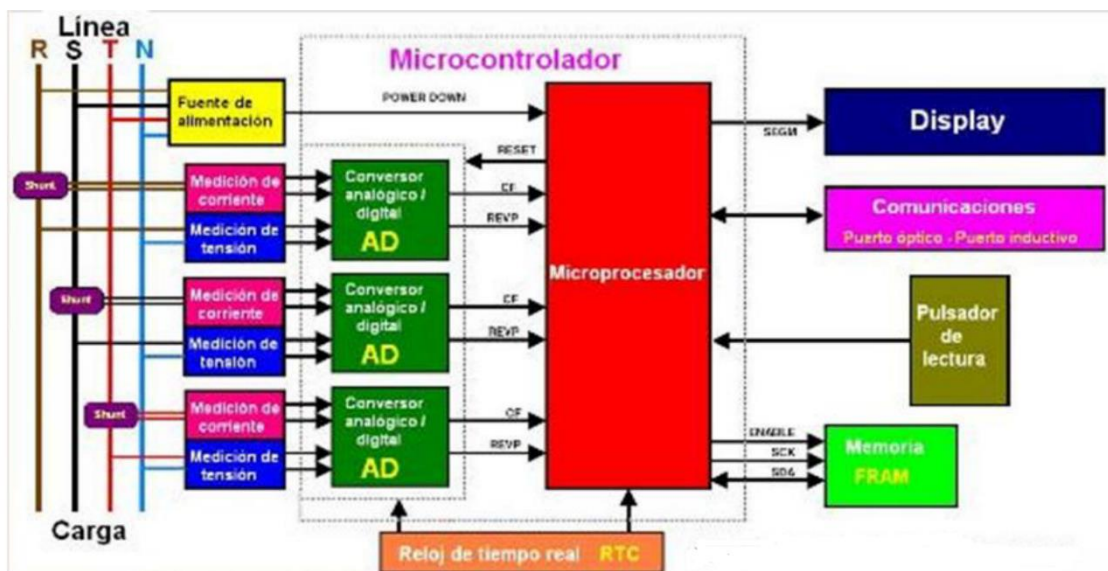 Línea
R S T N
Microcontrolador
Fuente de
alimentación
POWER DOWN
SEGM
Display
RESET
Shunt
Medición de
corriente
Medición de
tensión
Conversor
analógico /
digital
AD
CF
REVP
Microprocesador
Comunicaciones
Puerto óptico - Puerto inductivo
Shunt
Medición de
corriente
Medición de
tensión
Conversor
analógico /
digital
AD
CF
REVP
Pulsador
de
lectura
Shunt
Medición de
corriente
Medición de
tensión
Conversor
analógico /
digital
AD
CF
REVP
ENABLE
SCK
SDA
Memoria
FRAM
Carga
Reloj de tiempo real RTC